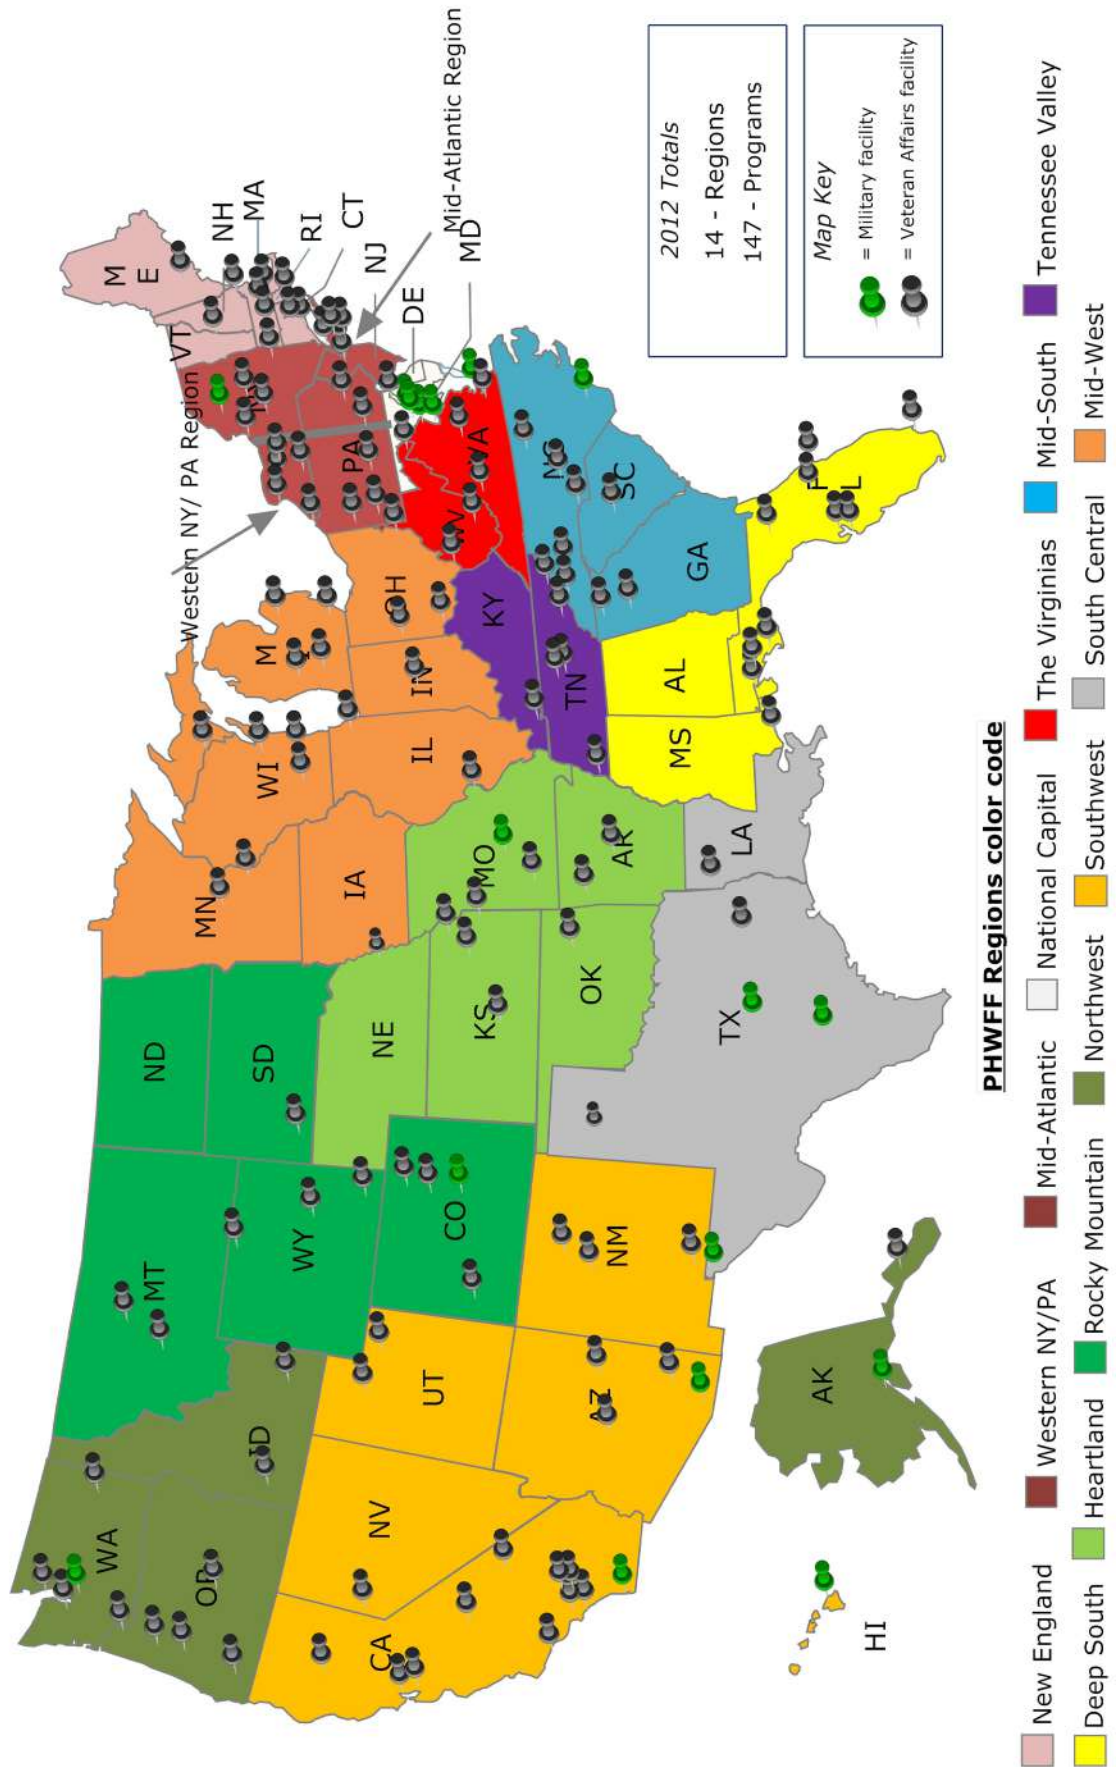 M
E
VT
NH
MA
RI
CT
NJ
Western NY/ PA Region
Mid-Atlantic Region
DE
MD
WA
MT
ND
MN
WI
M
OR
ID
WY
SD
IA
IL
IN
OH
PA
NV
UT
CO
NE
KS
MO
KY
WV
VA
CA
AZ
NM
OK
AR
TN
NC
SC
TX
LA
MS
AL
GA
F
L
AK
HI
2012 Totals
14 - Regions
147 - Programs
Map Key
= Military facility
= Veteran Affairs facility
PHWFF Regions color code
New England Western NY/PA Mid-Atlantic National Capital The Virginias Mid-South Tennessee Valley
Deep South Heartland Rocky Mountain Northwest Southwest South Central Mid-West